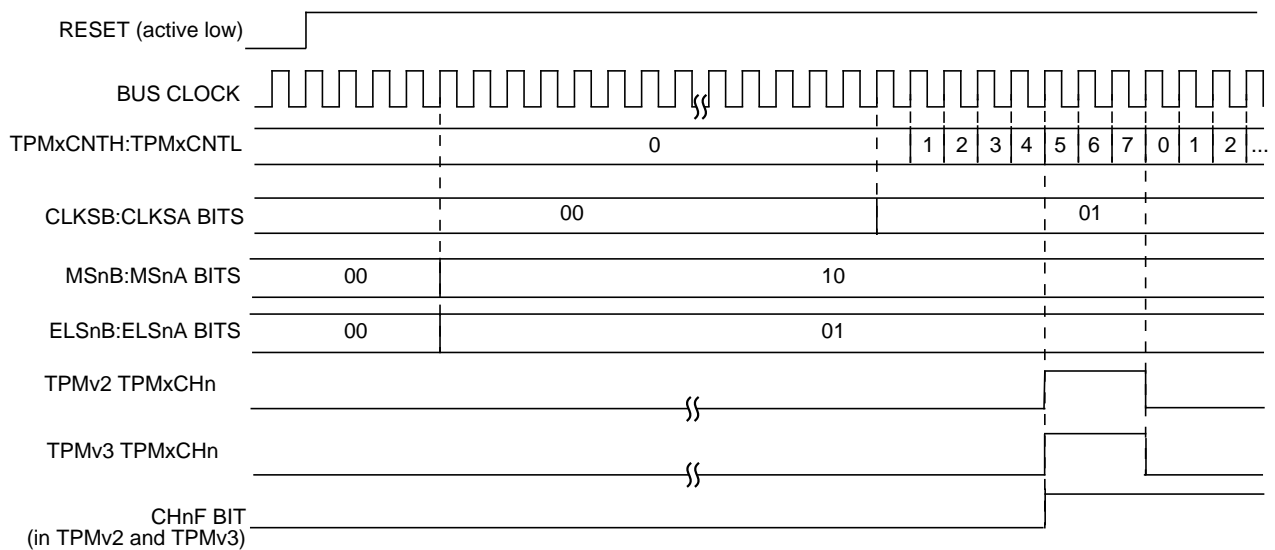 RESET (active low)
BUS CLOCK
TPMxCNTH:TPMxCNTL 0 1 2 3 4 5 6 7 0 1 2 ...
CLKSB:CLKSA BITS 00 01
MSnB:MSnA BITS 00 10
ELSnB:ELSnA BITS 00 01
TPMv2 TPMxCHn
TPMv3 TPMxCHn
CHnF BIT
(in TPMv2 and TPMv3)